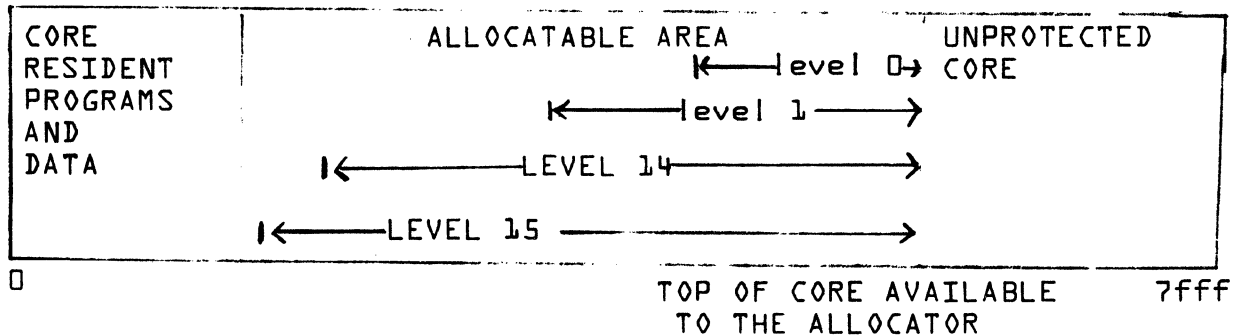 CORE ALLOCATABLE AREA UNPROTECTED
RESIDENT level 0 CORE
PROGRAMS level 1
AND
DATA LEVEL 14
LEVEL 15
0 TOP OF CORE AVAILABLE 7fff
TO THE ALLOCATOR